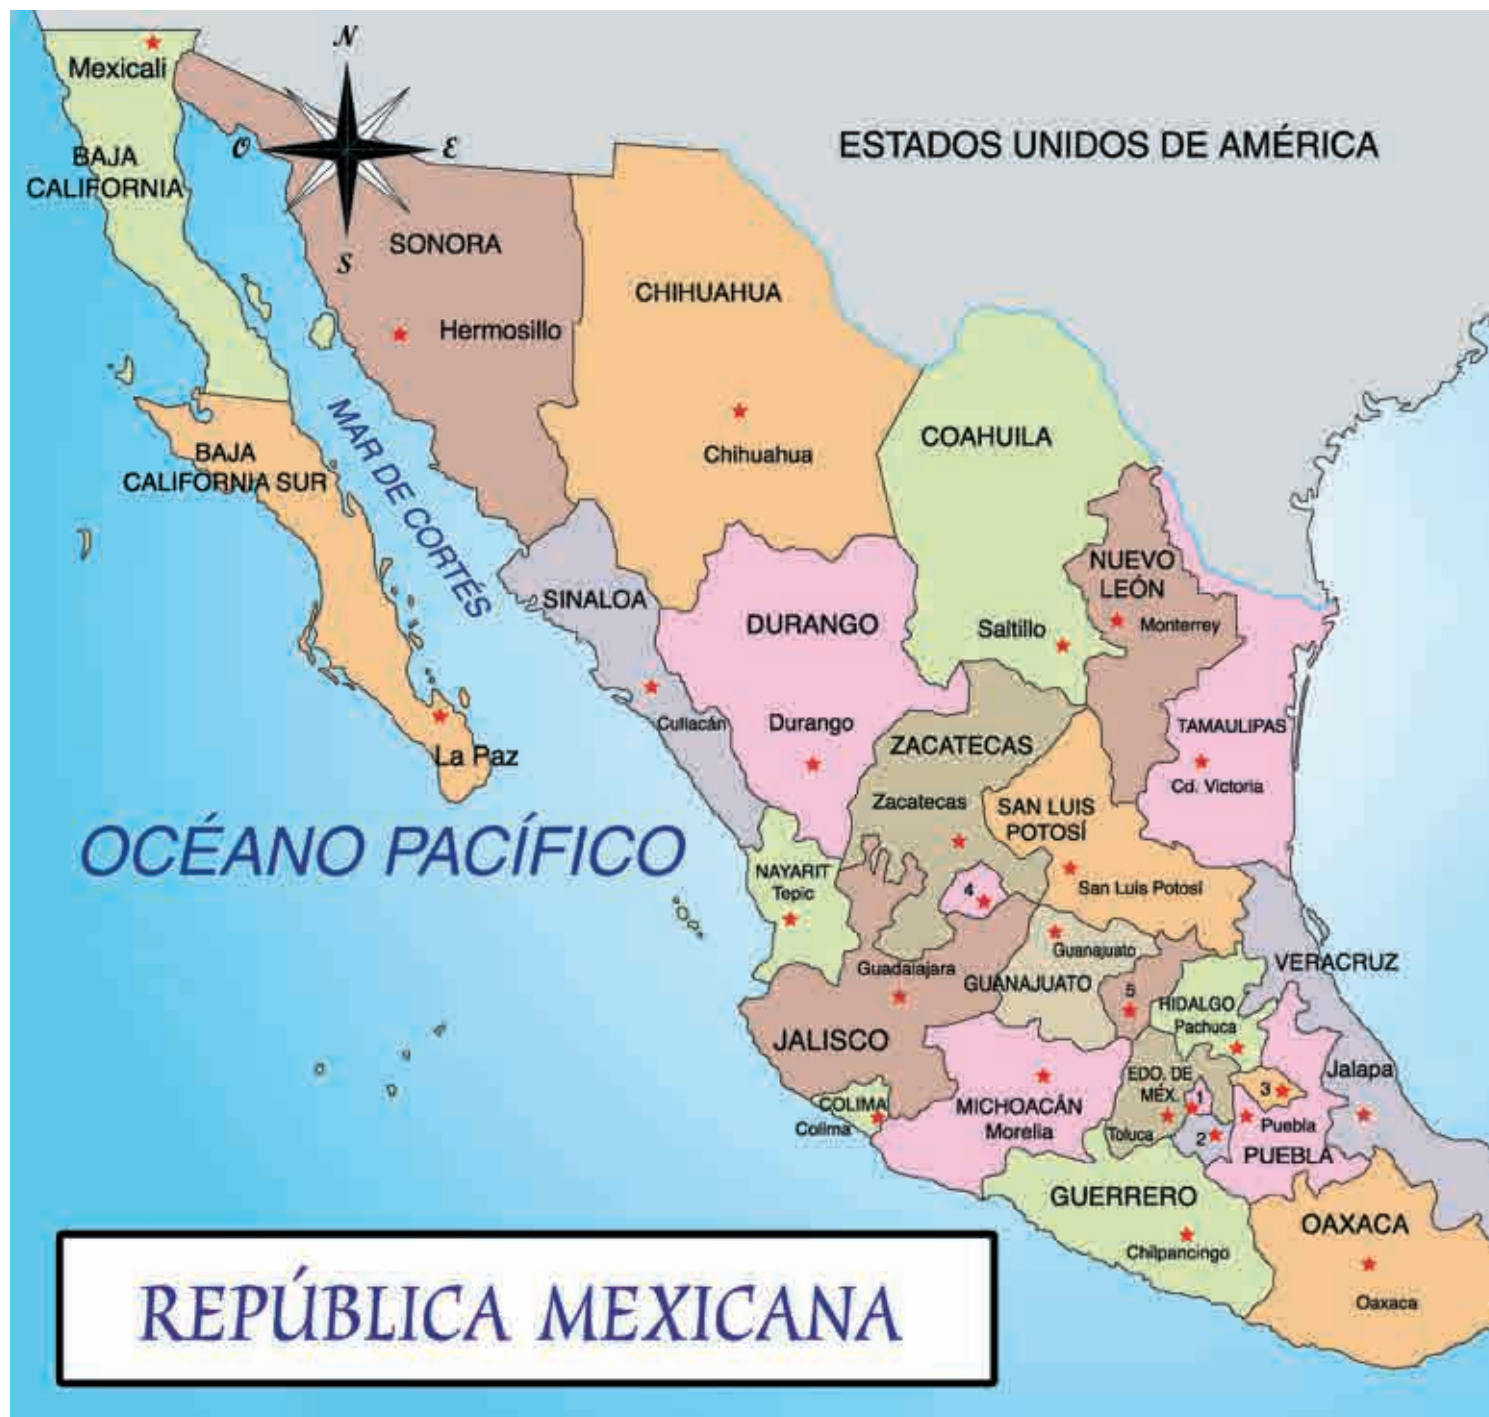 N
Mexicali
ESTADOS UNIDOS DE AMÉRICA
O
E
BAJA
CALIFORNIA
SONORA
S
CHIHUAHUA
Hermosillo
MAR DE CORTÉS
COAHUILA
BAJA
CALIFORNIA SUR
Chihuahua
NUEVO
LEÓN
SINALOA
DURANGO
Saltillo
Monterrey
Culiacán
Durango
TAMAULIPAS
ZACATECAS
La Paz
Cd. Victoria
Zacatecas
SAN LUIS
POTOSÍ
OCÉANO PACÍFICO
NAYARIT
Tepic
4
San Luis Potosí
Guanajuato
VERACRUZ
Guadalajara
GUANAJUATO
5
HIDALGO
Pachuca
JALISCO
EDO. DE
MÉX.
Jalapa
3
1
COLIMA
Colima
MICHOACÁN
Morelia
Toluca
2
Puebla
PUEBLA
GUERRERO
OAXACA
Chilpancingo
Oaxaca
REPÚBLICA MEXICANA